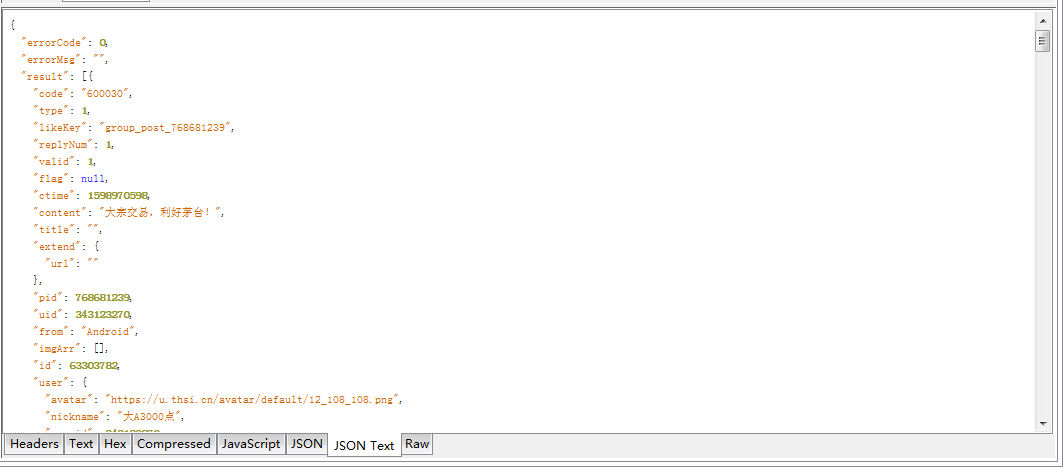 {
"errorCode": 0,
"errorMsg": "",
"result": [{
"code": "600030",
"type": 1,
"likeKey": "group_post_768681239",
"replyNum": 1,
"valid": 1,
"flag": null,
"ctime": 1598970598,
"content": "大宗交易，利好茅台！",
"title": "",
"extend": {
"url": ""
},
"pid": 768681239,
"uid": 343123270,
"from": "Android",
"imgArr": [],
"id": 63303782,
"user": {
"avatar": "https://u.thsi.cn/avatar/default/12_108_108.png",
"nickname": "大A3000点",
Headers Text Hex Compressed JavaScript JSON JSON Text Raw